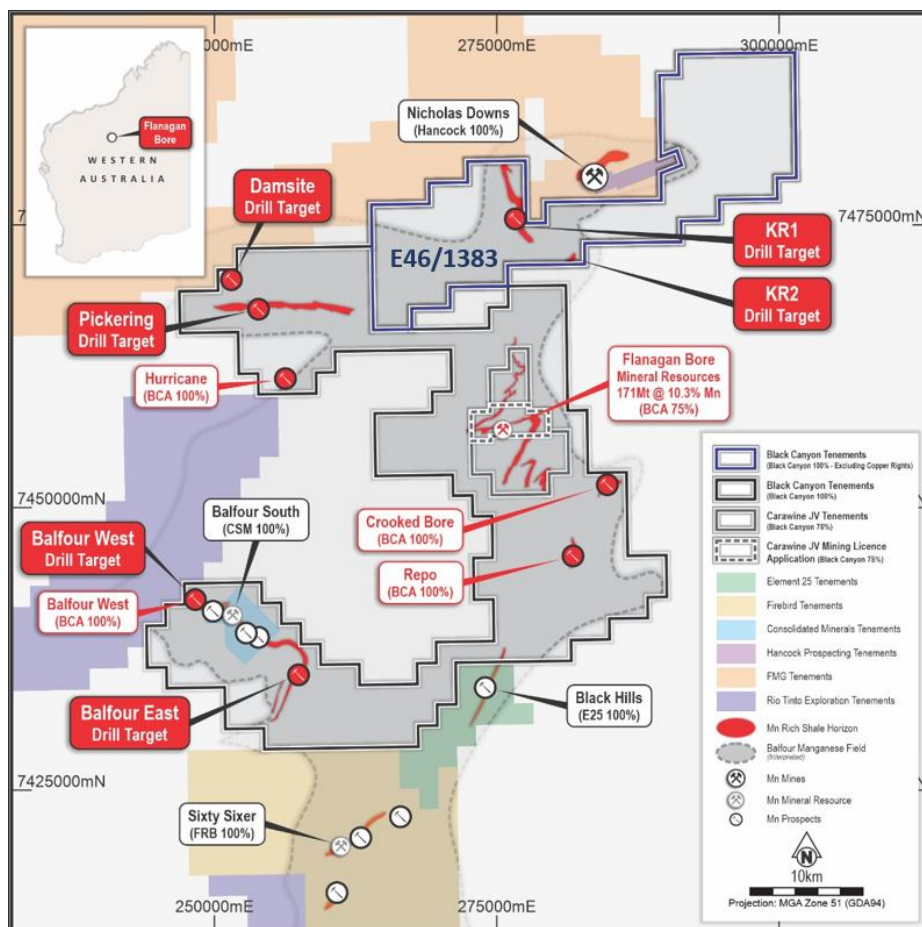 275000mE
300000mE
Flanagan
Bore
WESTERN
AUSTRALIA
Nicholas Downs
(Hancock 100%)
Damsite
Drill Target
7475000mN
KR1
Drill Target
E46/1383
KR2
Drill Target
Pickering
Drill Target
Hurricane
(BCA 100%)
Flanagan Bore
Mineral Resources
171Mt @ 10.3% Mn
(BCA 75%)
7450000mN
Balfour South
(CSM 100%)
Crooked Bore
(BCA 100%)
Balfour West
Drill Target
Repo
(BCA 100%)
Balfour West
(BCA 100%)
Balfour East
Drill Target
Black Hills
(E25 100%)
7425000mN
Sixty Sixer
(FRB 100%)
250000mE
275000mE
Black Canyon Tenements
(Black Canyon 100% - Excluding Copper Rights)
Black Canyon Tenements
(Black Canyon 100%)
Carawine JV Tenements
(Black Canyon 75%)
Carawine JV Mining Licence
Application (Black Canyon 75%)
Element 25 Tenements
Firebird Tenements
Consolidated Minerals Tenements
Hancock Prospecting Tenements
FMG Tenements
Rio Tinto Exploration Tenements
Mn Rich Shale Horizon
Balfour Manganese Field
(Interpreted)
Mn Mines
Mn Mineral Resource
Mn Prospects
N
10km
Projection: MGA Zone 51 (GDA94)